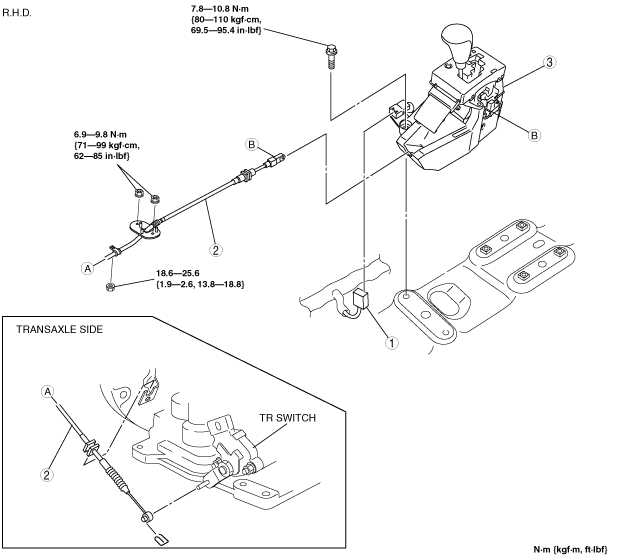 R.H.D.
7.8—10.8 N·m
{80—110 kgf·cm,
69.5—95.4 in·lbf}
3
B
6.9—9.8 N·m
{71—99 kgf·cm,
62—85 in·lbf}
B
2
A
18.6—25.6
{1.9—2.6, 13.8—18.8}
1
TRANSAXLE SIDE
A
TR SWITCH
2
N·m {kgf·m, ft·lbf}